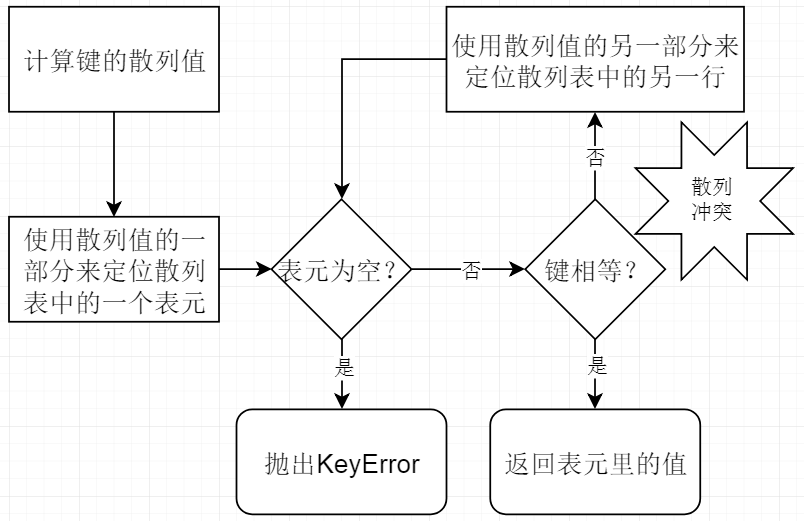 计算键的散列值
使用散列值的另一部分来
定位散列表中的另一行
否
散列
冲突
使用散列值的一
部分来定位散列
表中的一个表元
表元为空？
否
键相等？
是
是
抛出KeyError
返回表元里的值